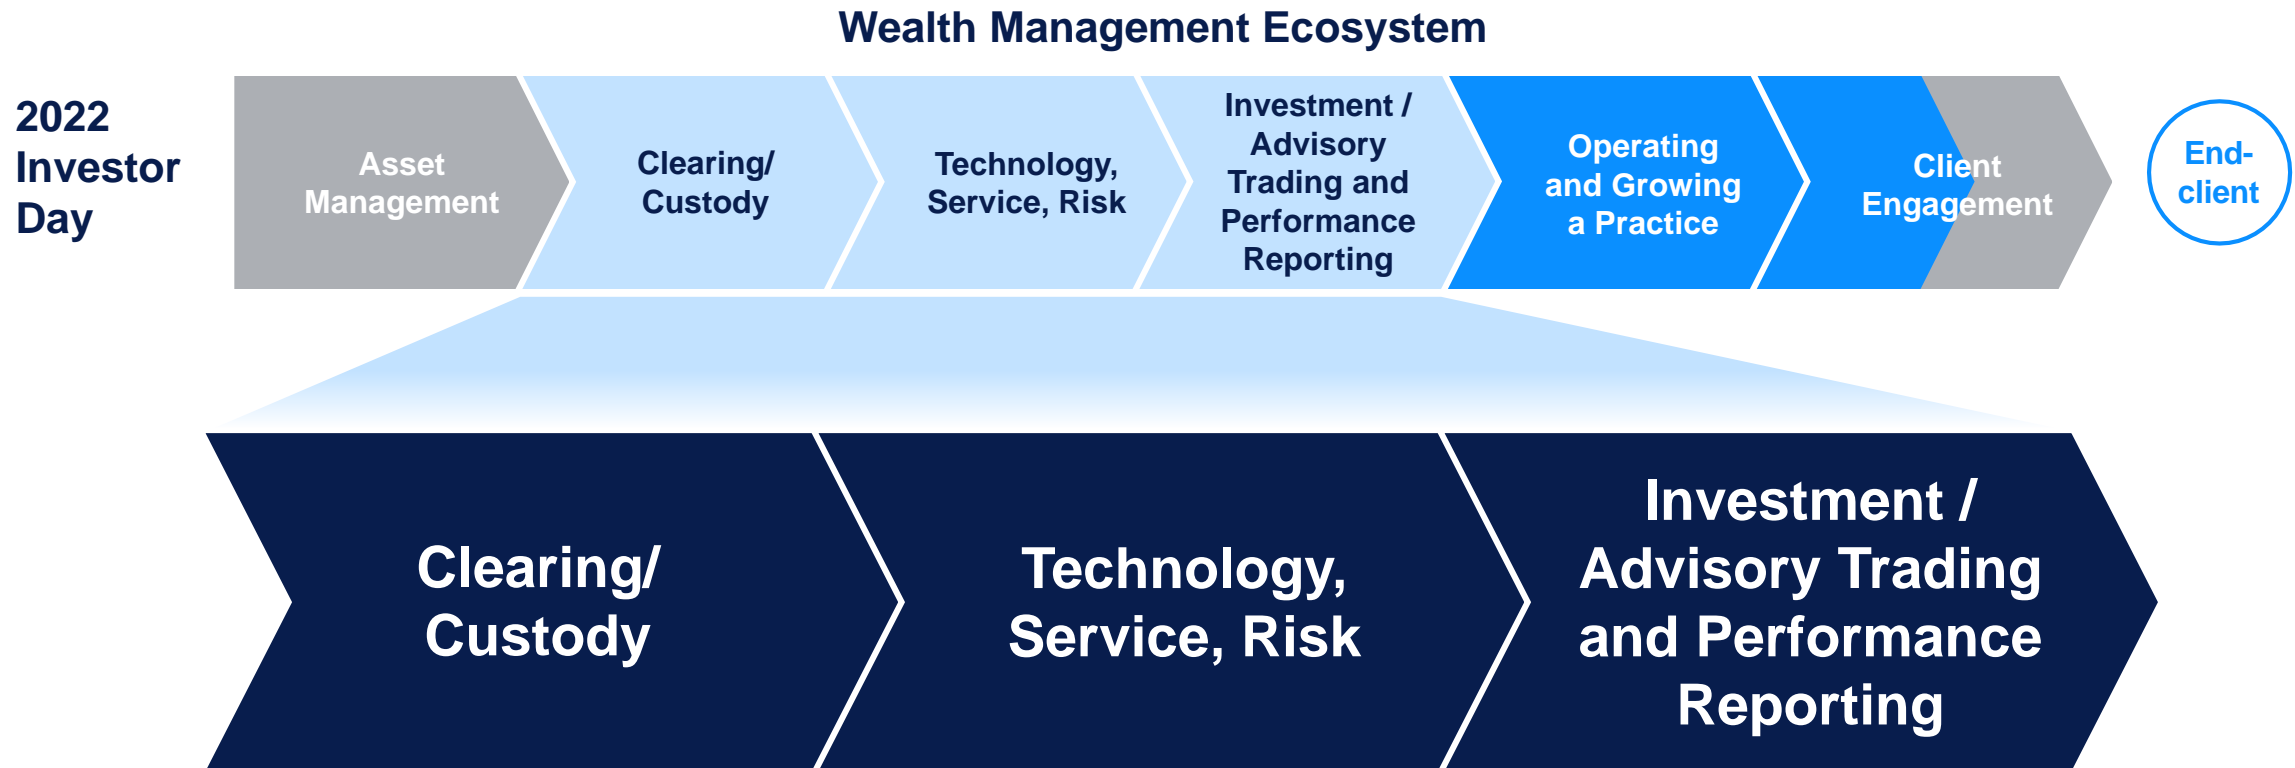 Wealth Management Ecosystem
2022
Investor
Day
Asset
Management
Clearing/
Custody
Technology,
Service, Risk
Investment /
Advisory
Trading and
Performance
Reporting
Operating
and Growing
a Practice
Client
Engagement
End-
client
Clearing/
Custody
Technology,
Service, Risk
Investment /
Advisory Trading
and Performance
Reporting